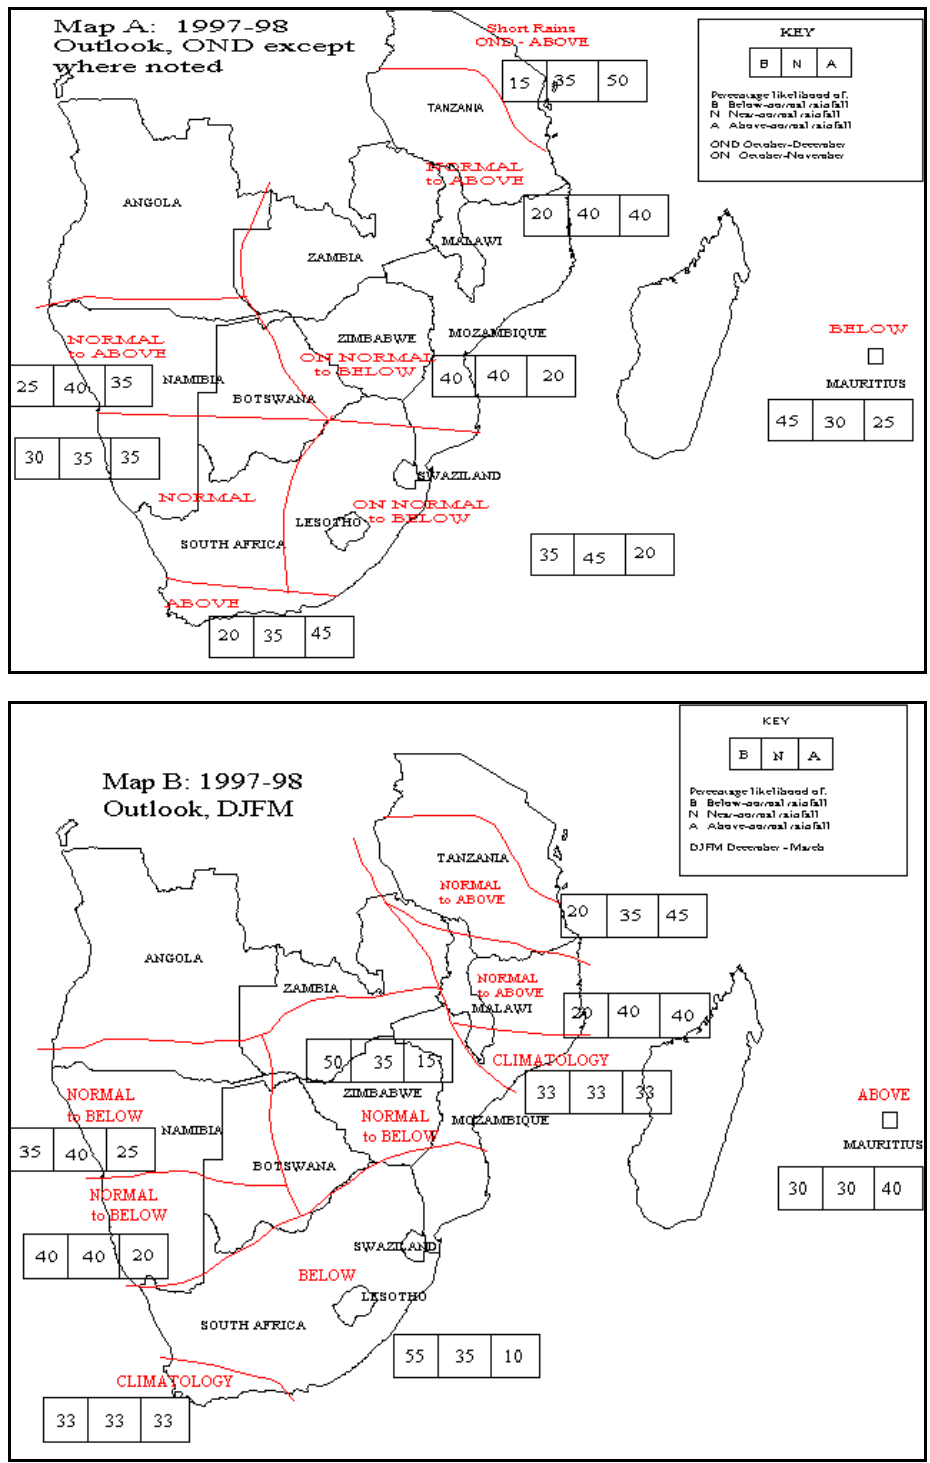 Map A: 1997-98
Outlook, OND except
where noted
Short Rains
OND - ABOVE
KEY
B N A
Percentage likelihood of:
B Below-normal rainfall
N Near-normal rainfall
A Above-normal rainfall
OND October-December
ON October-November
15 35 50
TANZANIA
NORMAL
to ABOVE
ANGOLA
20 40 40
MALAWI
ZAMBIA
BELOW
NORMAL
to ABOVE
ZIMBABWE
MOZAMBIQUE
ON NORMAL
to BELOW
25 40 35
NAMIBIA
BOTSWANA
40 40 20
MAURITIUS
45 30 25
30 35 35
SWAZILAND
NORMAL
ON NORMAL
to BELOW
LESOTHO
SOUTH AFRICA
35 45 20
ABOVE
20 35 45
Map B: 1997-98
Outlook, DJFM
KEY
B N A
Percentage likelihood of:
B Below-normal rainfall
N Near-normal rainfall
A Above-normal rainfall
DJFM December - March
TANZANIA
NORMAL
to ABOVE
20 35 45
ANGOLA
ZAMBIA
NORMAL
to ABOVE
MALAWI
20 40 40
CLIMATOLOGY
50 35 15
33 33 33
ZIMBABWE
NORMAL
to BELOW
NORMAL
to BELOW
MOZAMBIQUE
ABOVE
NAMIBIA
MAURITIUS
35 40 25
BOTSWANA
30 30 40
NORMAL
to BELOW
40 40 20
SWAZILAND
BELOW
LESOTHO
SOUTH AFRICA
55 35 10
CLIMATOLOGY
33 33 33